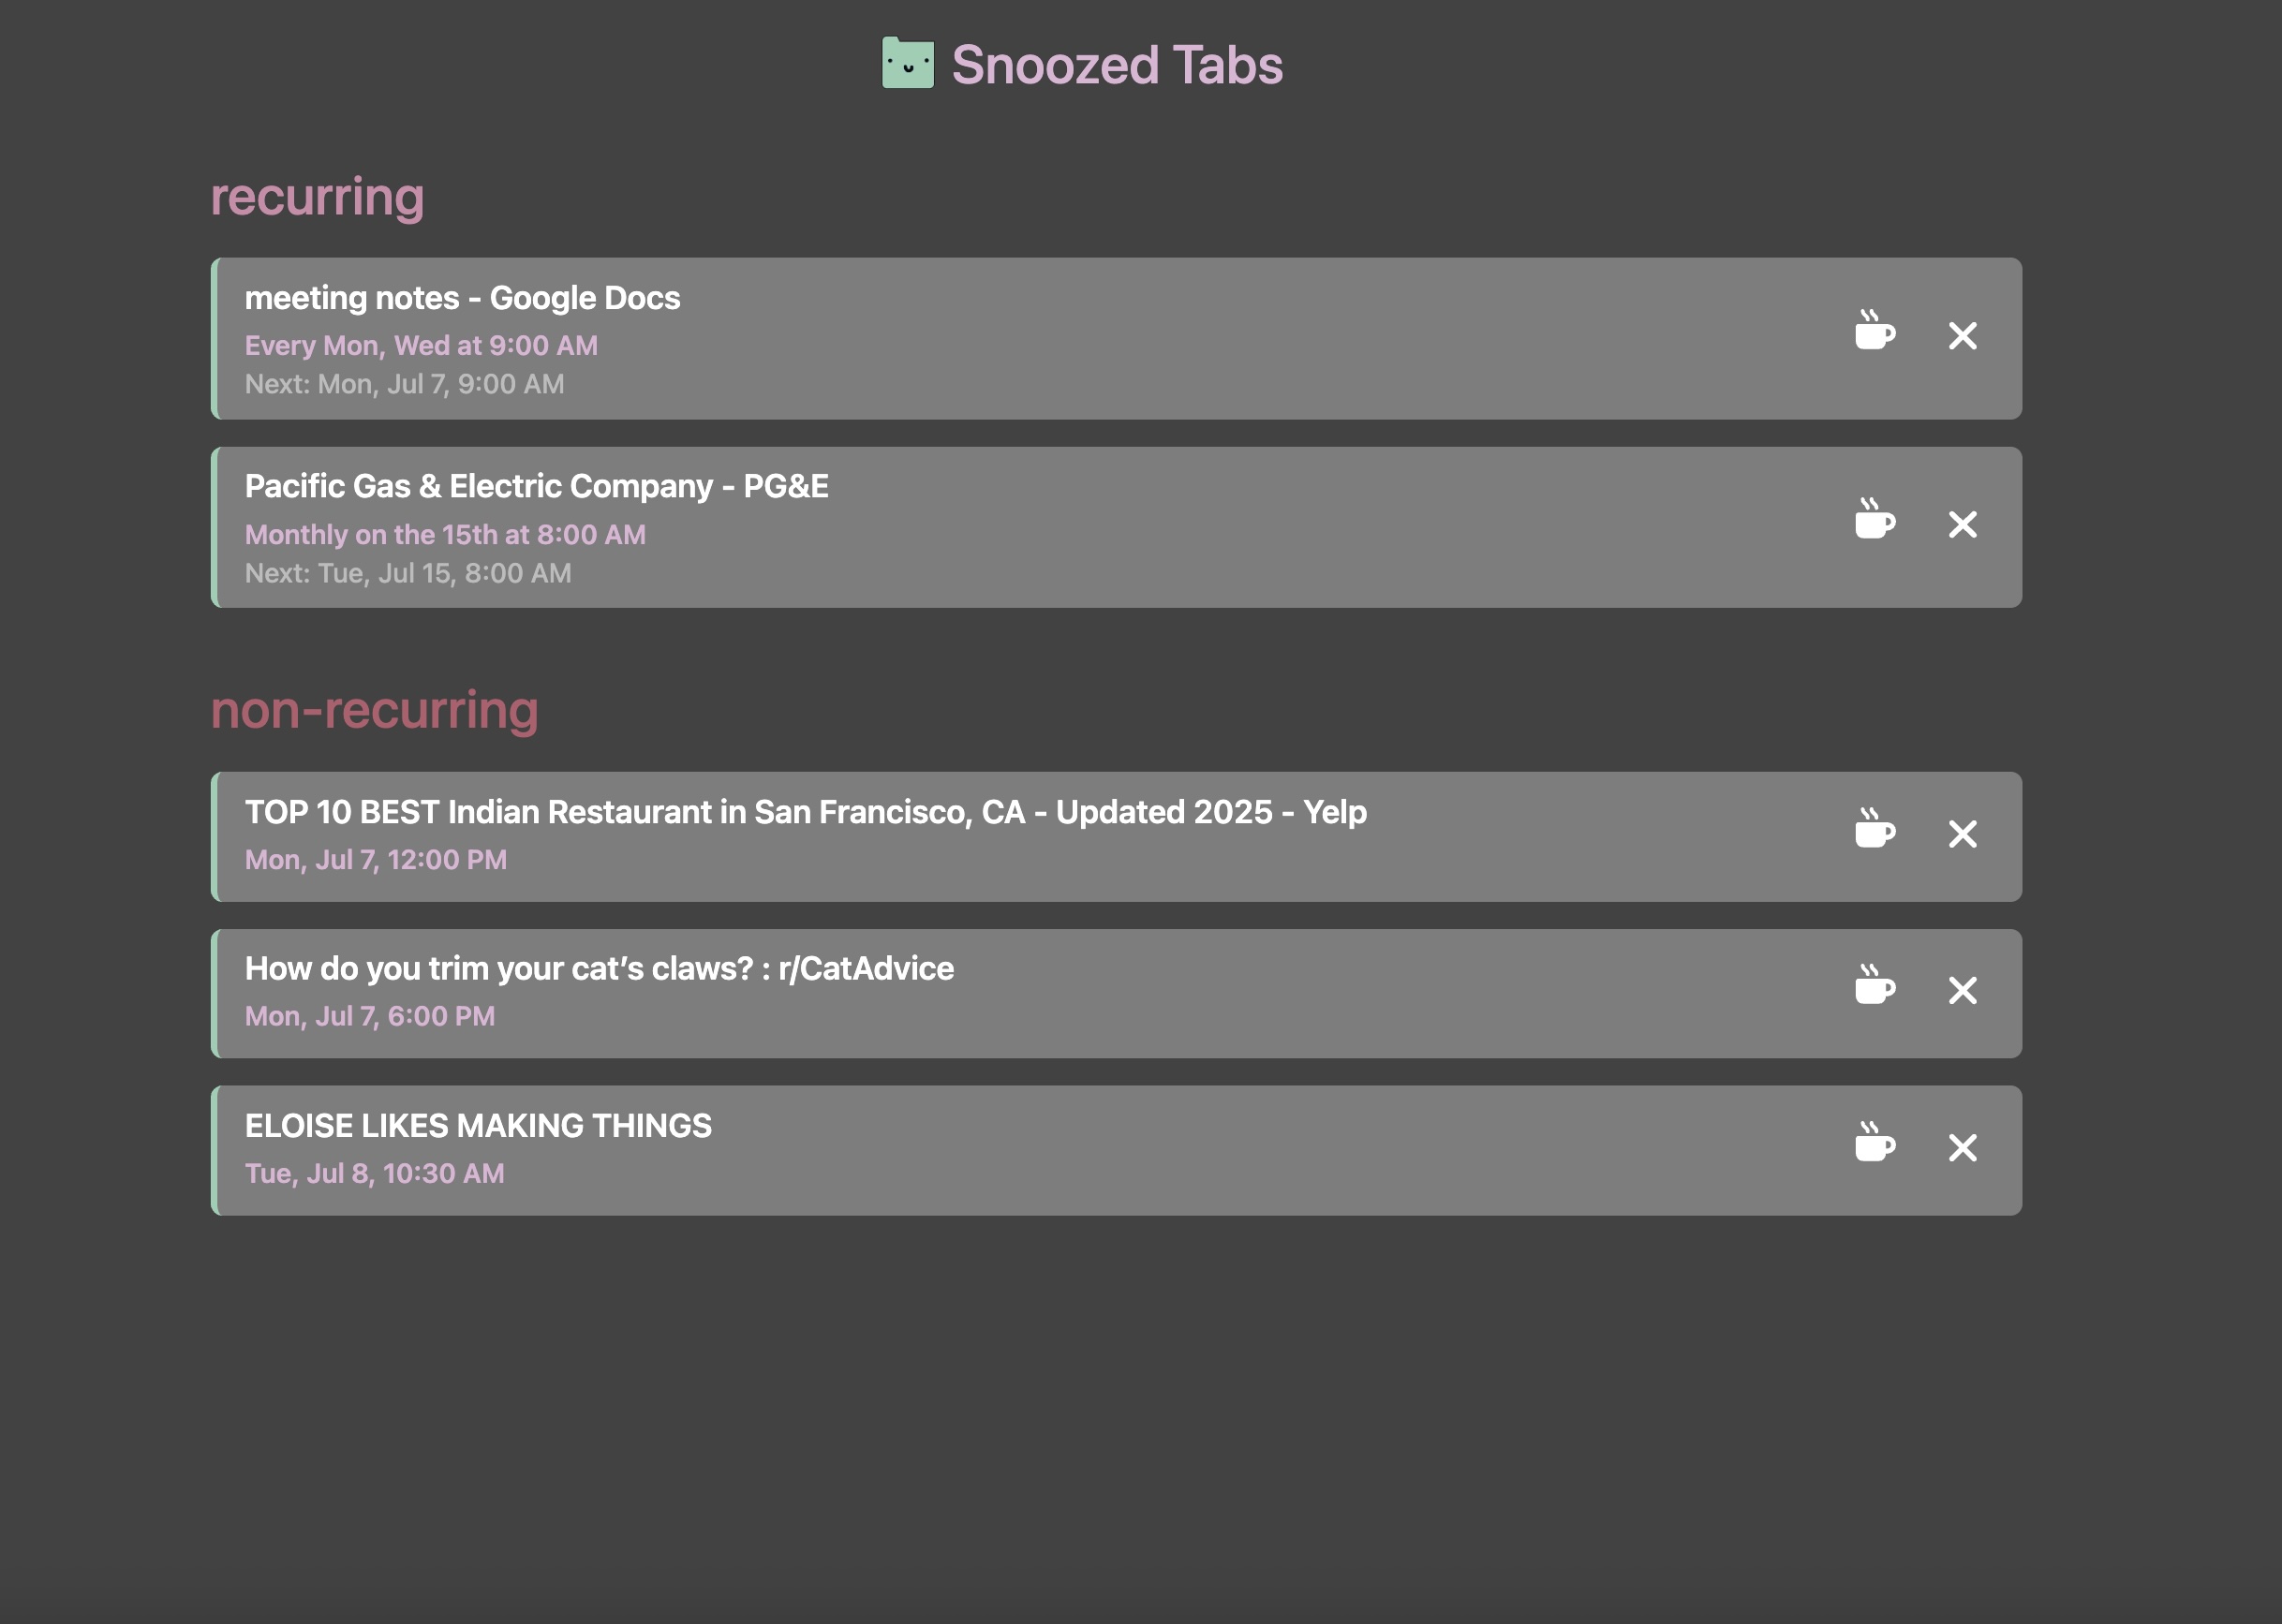 Snoozed Tabs
recurring
meeting notes - Google Docs
Every Mon, Wed at 9:00 AM
Next: Mon, Jul 7, 9:00 AM
Pacific Gas & Electric Company - PG&E
Monthly on the 15th at 8:00 AM
Next: Tue, Jul 15, 8:00 AM
non-recurring
TOP 10 BEST Indian Restaurant in San Francisco, CA - Updated 2025 - Yelp
Mon, Jul 7, 12:00 PM
How do you trim your cat’s claws? : r/CatAdvice
Mon, Jul 7, 6:00 PM
ELOISE LIKES MAKING THINGS
Tue, Jul 8, 10:30 AM